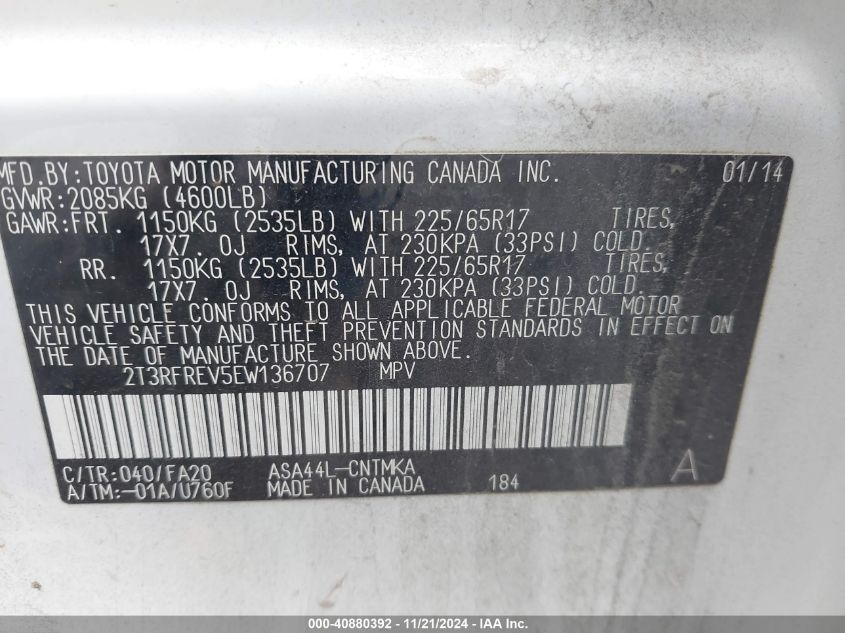 MFD.BY:TOYOTA MOTOR MANUFACTURING CANADA INC. 01/14
GVWR:2085KG (4600LB)
GAWR:FRT. 1150KG (2535LB) WITH 225/65R17 TIRES,
17X7.0J RIMS, AT 230KPA (33PSI) COLD.
RR. 1150KG (2535LB) WITH 225/65R17 TIRES,
17X7.0J RIMS, AT 230KPA (33PSI) COLD.
THIS VEHICLE CONFORMS TO ALL APPLICABLE FEDERAL MOTOR
VEHICLE SAFETY AND THEFT PREVENTION STANDARDS IN EFFECT ON
THE DATE OF MANUFACTURE SHOWN ABOVE.
2T3RFREV5EW136707 MPV
C/TR:040/FA20 ASA44L-CNTMKA A
A/TM:-01A/U760F MADE IN CANADA 184
000-40880392 - 11/21/2024 - IAA Inc.